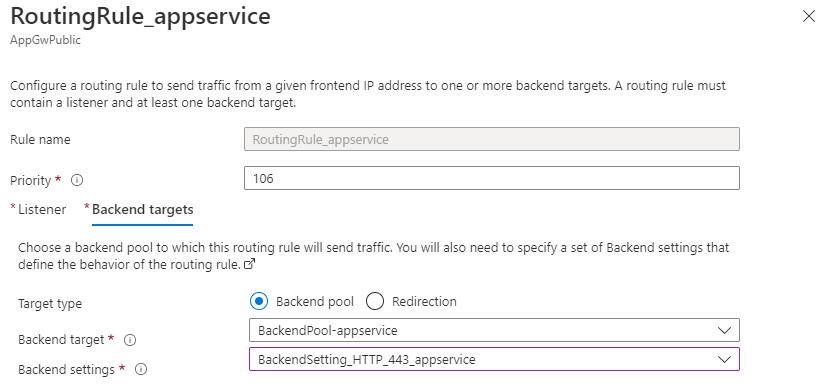 RoutingRule_appservice
AppGwPublic
Configure a routing rule to send traffic from a given frontend IP address to one or more backend targets. A routing rule must
contain a listener and at least one backend target.
Rule name RoutingRule_appservice
Priority * 106
* Listener * Backend targets
Choose a backend pool to which this routing rule will send traffic. You will also need to specify a set of Backend settings that
define the behavior of the routing rule.
Target type Backend pool Redirection
Backend target * BackendPool-appservice
Backend settings * BackendSetting_HTTP_443_appservice